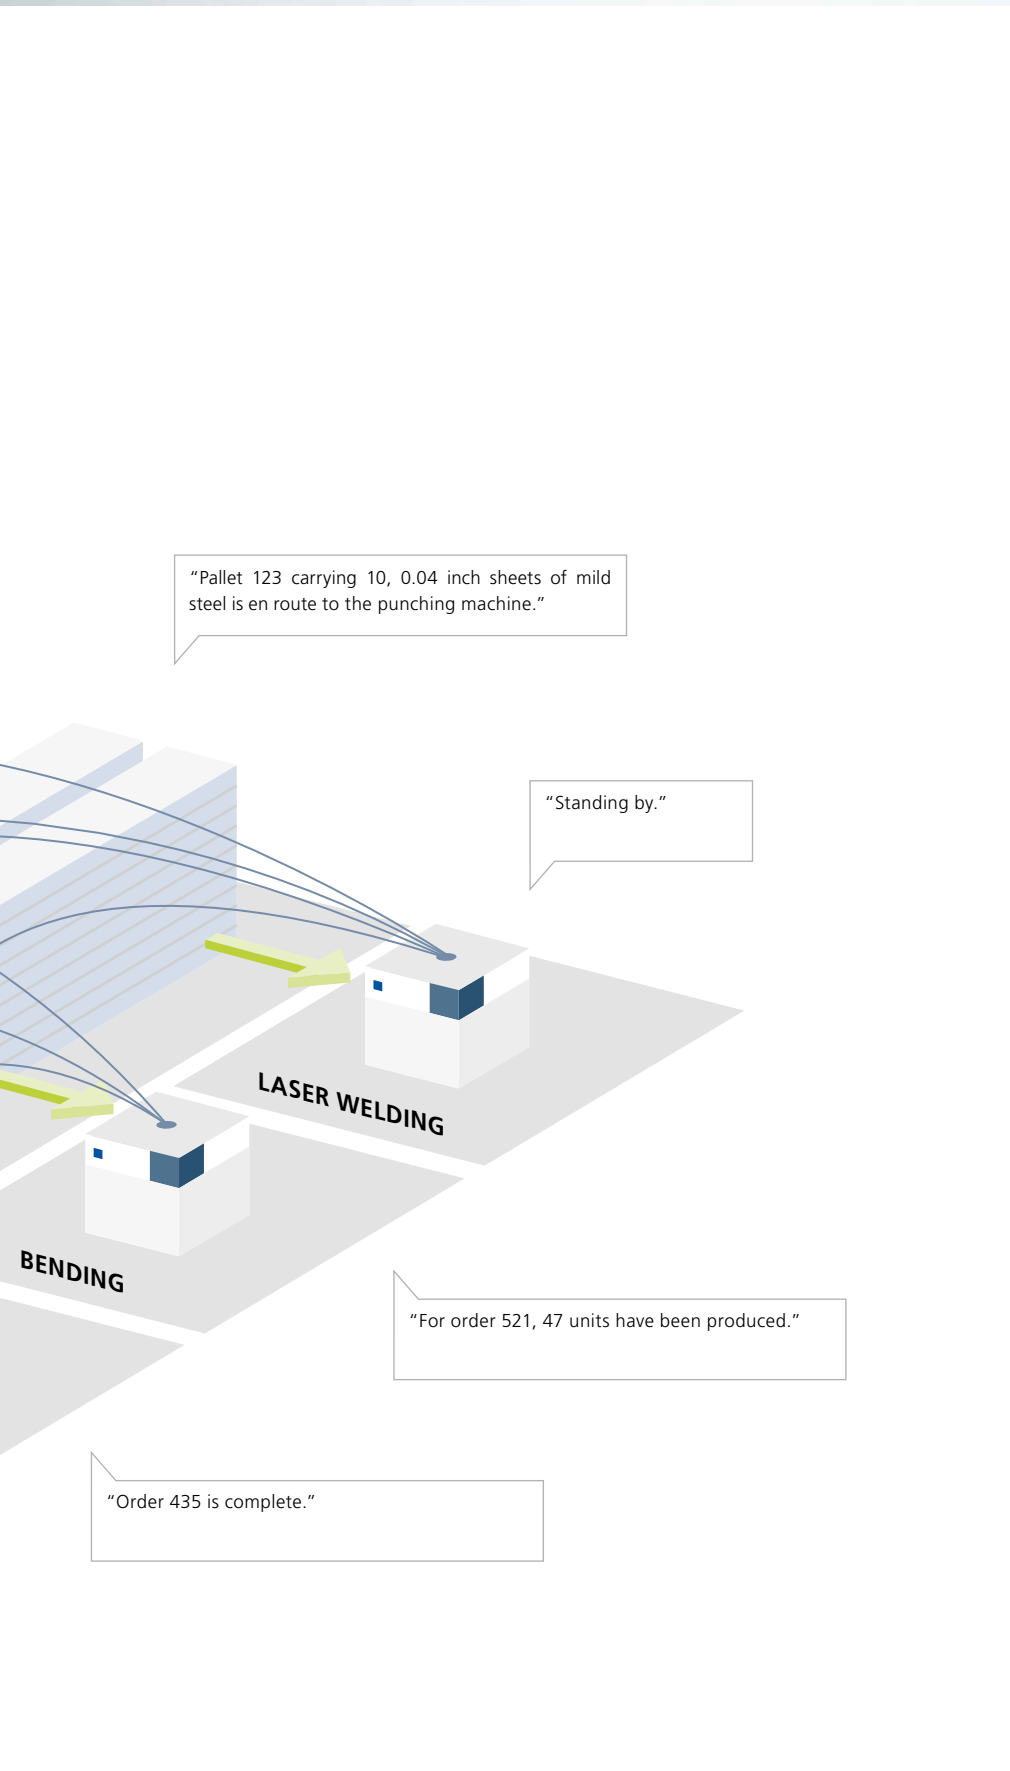 “Pallet 123 carrying 10, 0.04 inch sheets of mild
steel is en route to the punching machine.”
“Standing by.”
LASER WELDING
BENDING
“For order 521, 47 units have been produced.”
“Order 435 is complete.”